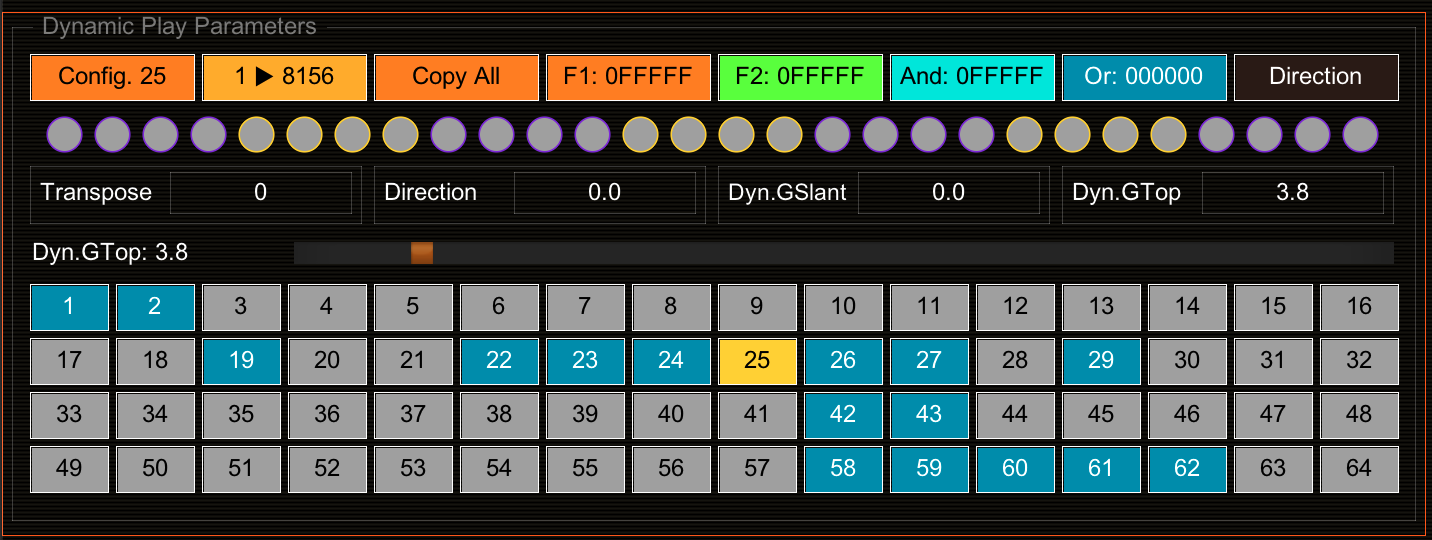 Dynamic Play Parameters
Config. 25 1 ▶ 8156 Copy All F1: 0FFFFF F2: 0FFFFF And: 0FFFFF Or: 000000 Direction
Transpose 0 Direction 0.0 Dyn.GSlant 0.0 Dyn.GTop 3.8
Dyn.GTop: 3.8
1 2 3 4 5 6 7 8 9 10 11 12 13 14 15 16
17 18 19 20 21 22 23 24 25 26 27 28 29 30 31 32
33 34 35 36 37 38 39 40 41 42 43 44 45 46 47 48
49 50 51 52 53 54 55 56 57 58 59 60 61 62 63 64